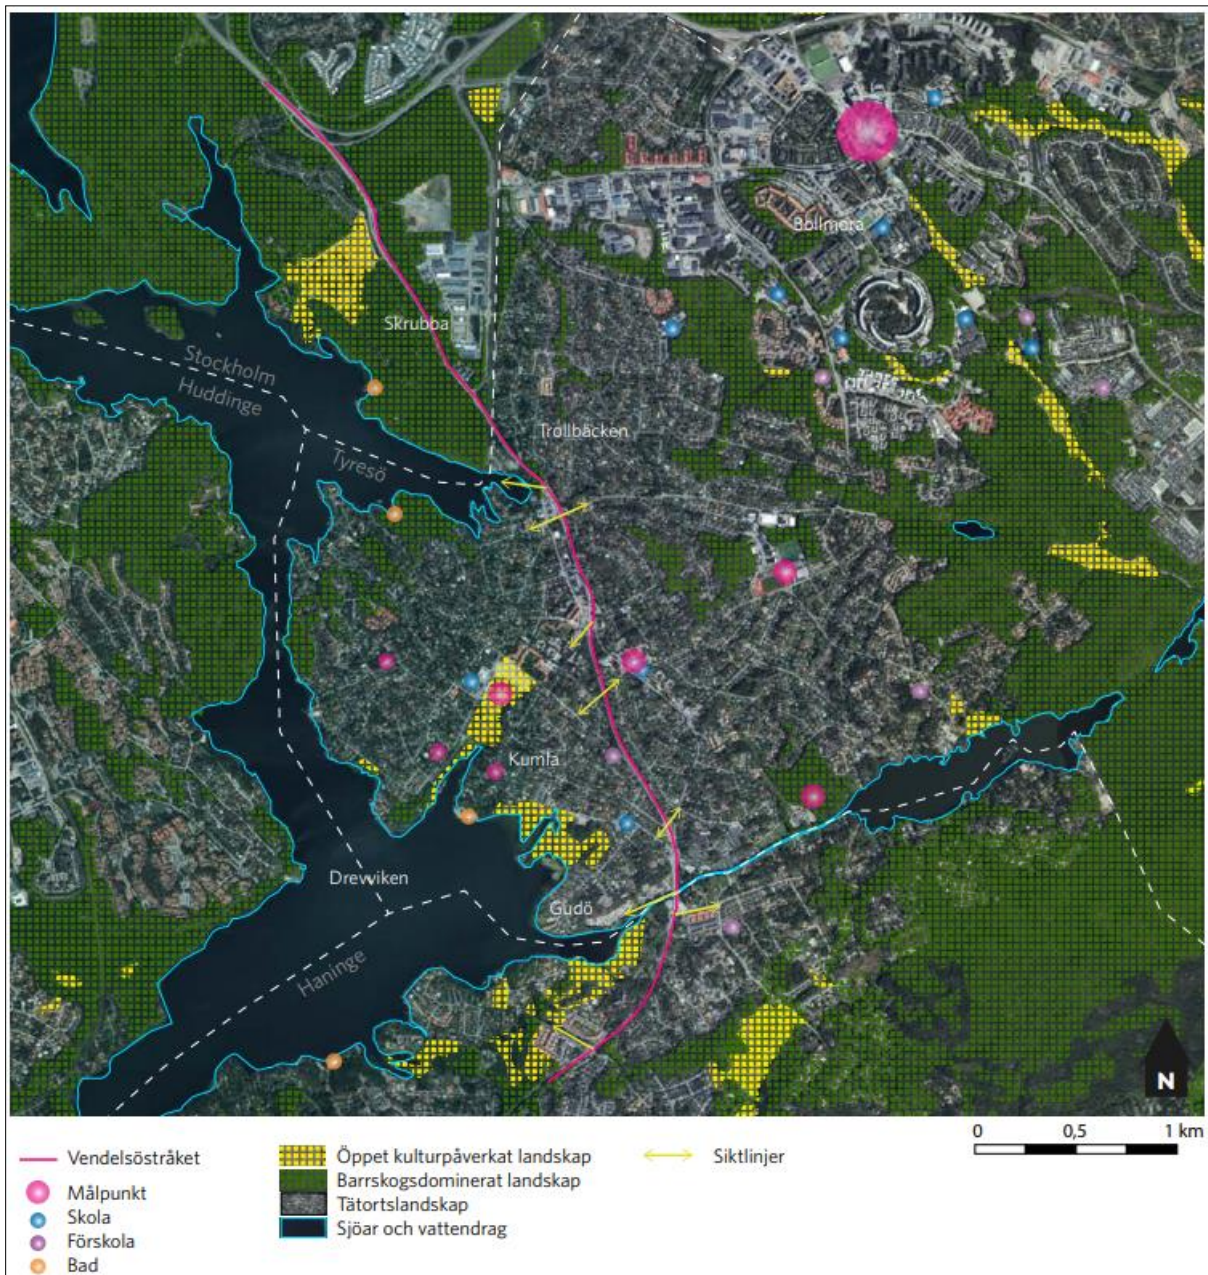 Bollmora
Skrubba
Stockholm
Huddinge
Trollbäcken
Tyresö
Kumla
Drevviken
Gudö
Haninge
N
0 0,5 1 km
Vendelsöstråket
Målpunkt
Skola
Förskola
Bad
Öppet kulturpåverkat landskap
Barrskogsdominerat landskap
Tätortslandskap
Sjöar och vattendrag
Siktlinjer